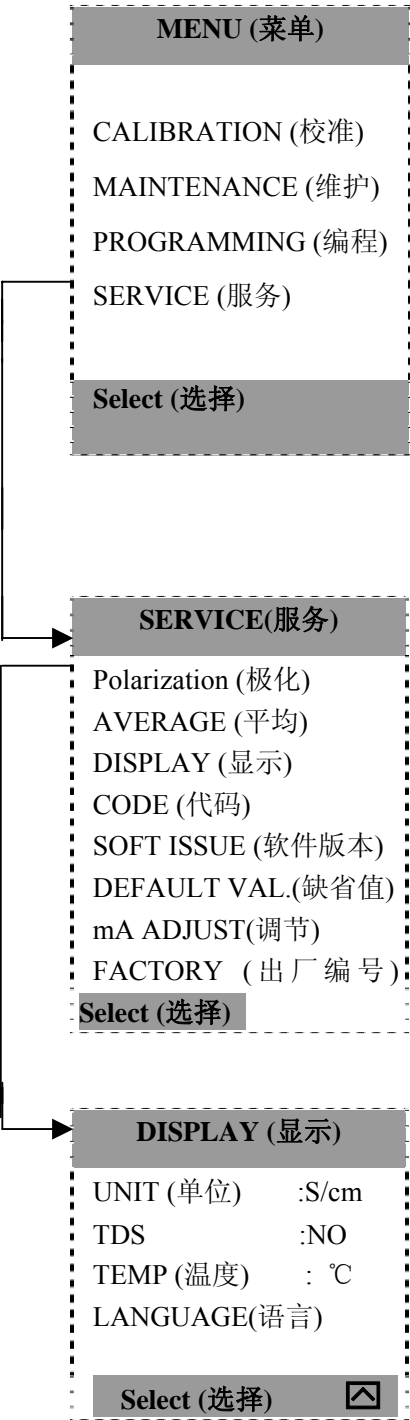 MENU (菜单)
CALIBRATION (校准)
MAINTENANCE (维护)
PROGRAMMING (编程)
SERVICE (服务)
Select (选择)
SERVICE(服务)
Polarization (极化)
AVERAGE (平均)
DISPLAY (显示)
CODE (代码)
SOFT ISSUE (软件版本)
DEFAULT VAL.(缺省值)
mA ADJUST(调节)
FACTORY (出厂编号)
Select (选择)
DISPLAY (显示)
UNIT (单位) :S/cm
TDS :NO
TEMP (温度) : ℃
LANGUAGE(语言)
Select (选择)